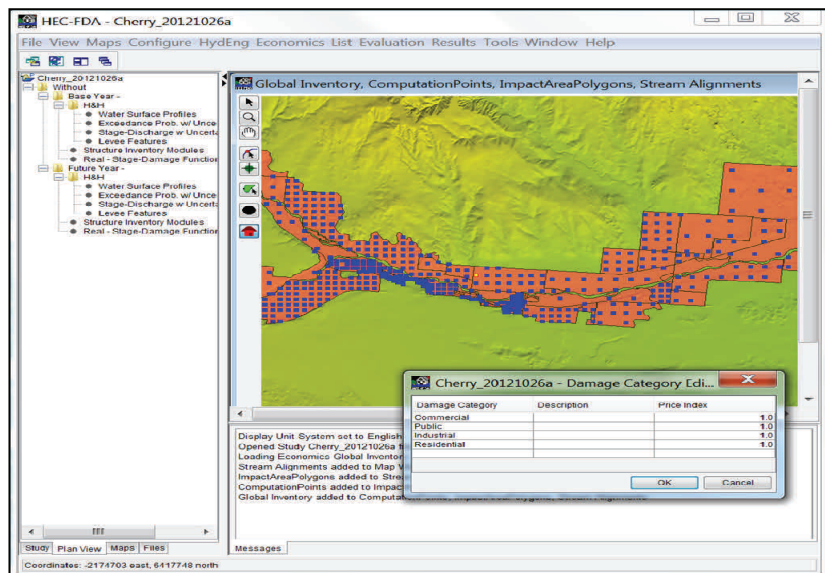 HEC-FDA - Cherry_20121026a
File View Maps Configure HydEng Economics List Evaluation Results Tools Window Help
Cherry_20121026a
Without
Base Year -
H&H
Water Surface Profiles
Exceedance Prob. w/ Unce
Stage-Discharge w Uncerta
Levee Features
Structure Inventory Modules
Real - Stage-Damage Function
Future Year -
H&H
Water Surface Profiles
Exceedance Prob. w/ Unce
Stage-Discharge w Uncerta
Levee Features
Structure Inventory Modules
Real - Stage-Damage Function
Study Plan View Maps Files
Global Inventory, ComputationPoints, ImpactAreaPolygons, Stream Alignments
Cherry_20121026a - Damage Category Edi...
Damage Category Description Price Index
Commercial 1.0
Public 1.0
Industrial 1.0
Residential 1.0
OK Cancel
Display Unit System set to English
Opened Study Cherry_20121026a
Loading Economics Global Inventor
Stream Alignments added to Map
ImpactAreaPolygons added to Strea
ComputationPoints added to Impac
Global Inventory added to Stream Alignments
Messages
Coordinates: -2174703 east, 6417748 north